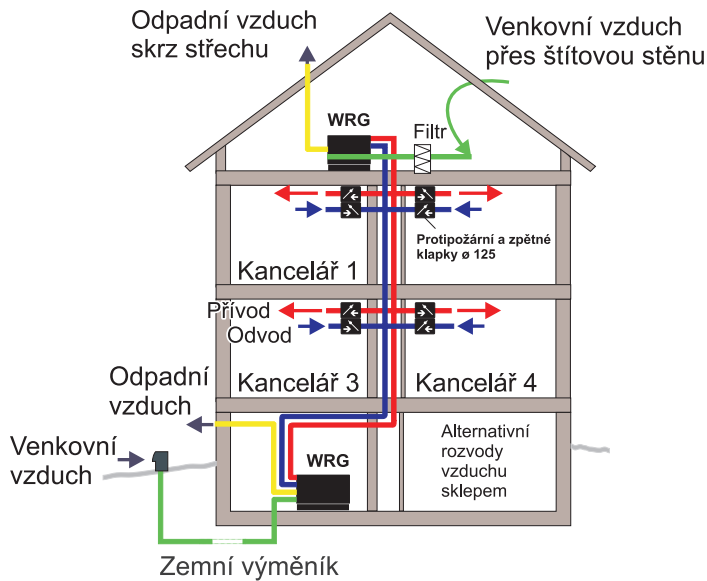 Odpadní vzduch
skrz střechu
Venkovní vzduch
přes štítovou stěnu
WRG
Filtr
Protipožární a zpětné
klapky ø 125
Kancelář 1
Přívod
Odvod
Kancelář 3
Kancelář 4
Odpadní
vzduch
Venkovní
vzduch
WRG
Alternativní
rozvody
vzduchu
sklepem
Zemní výměník